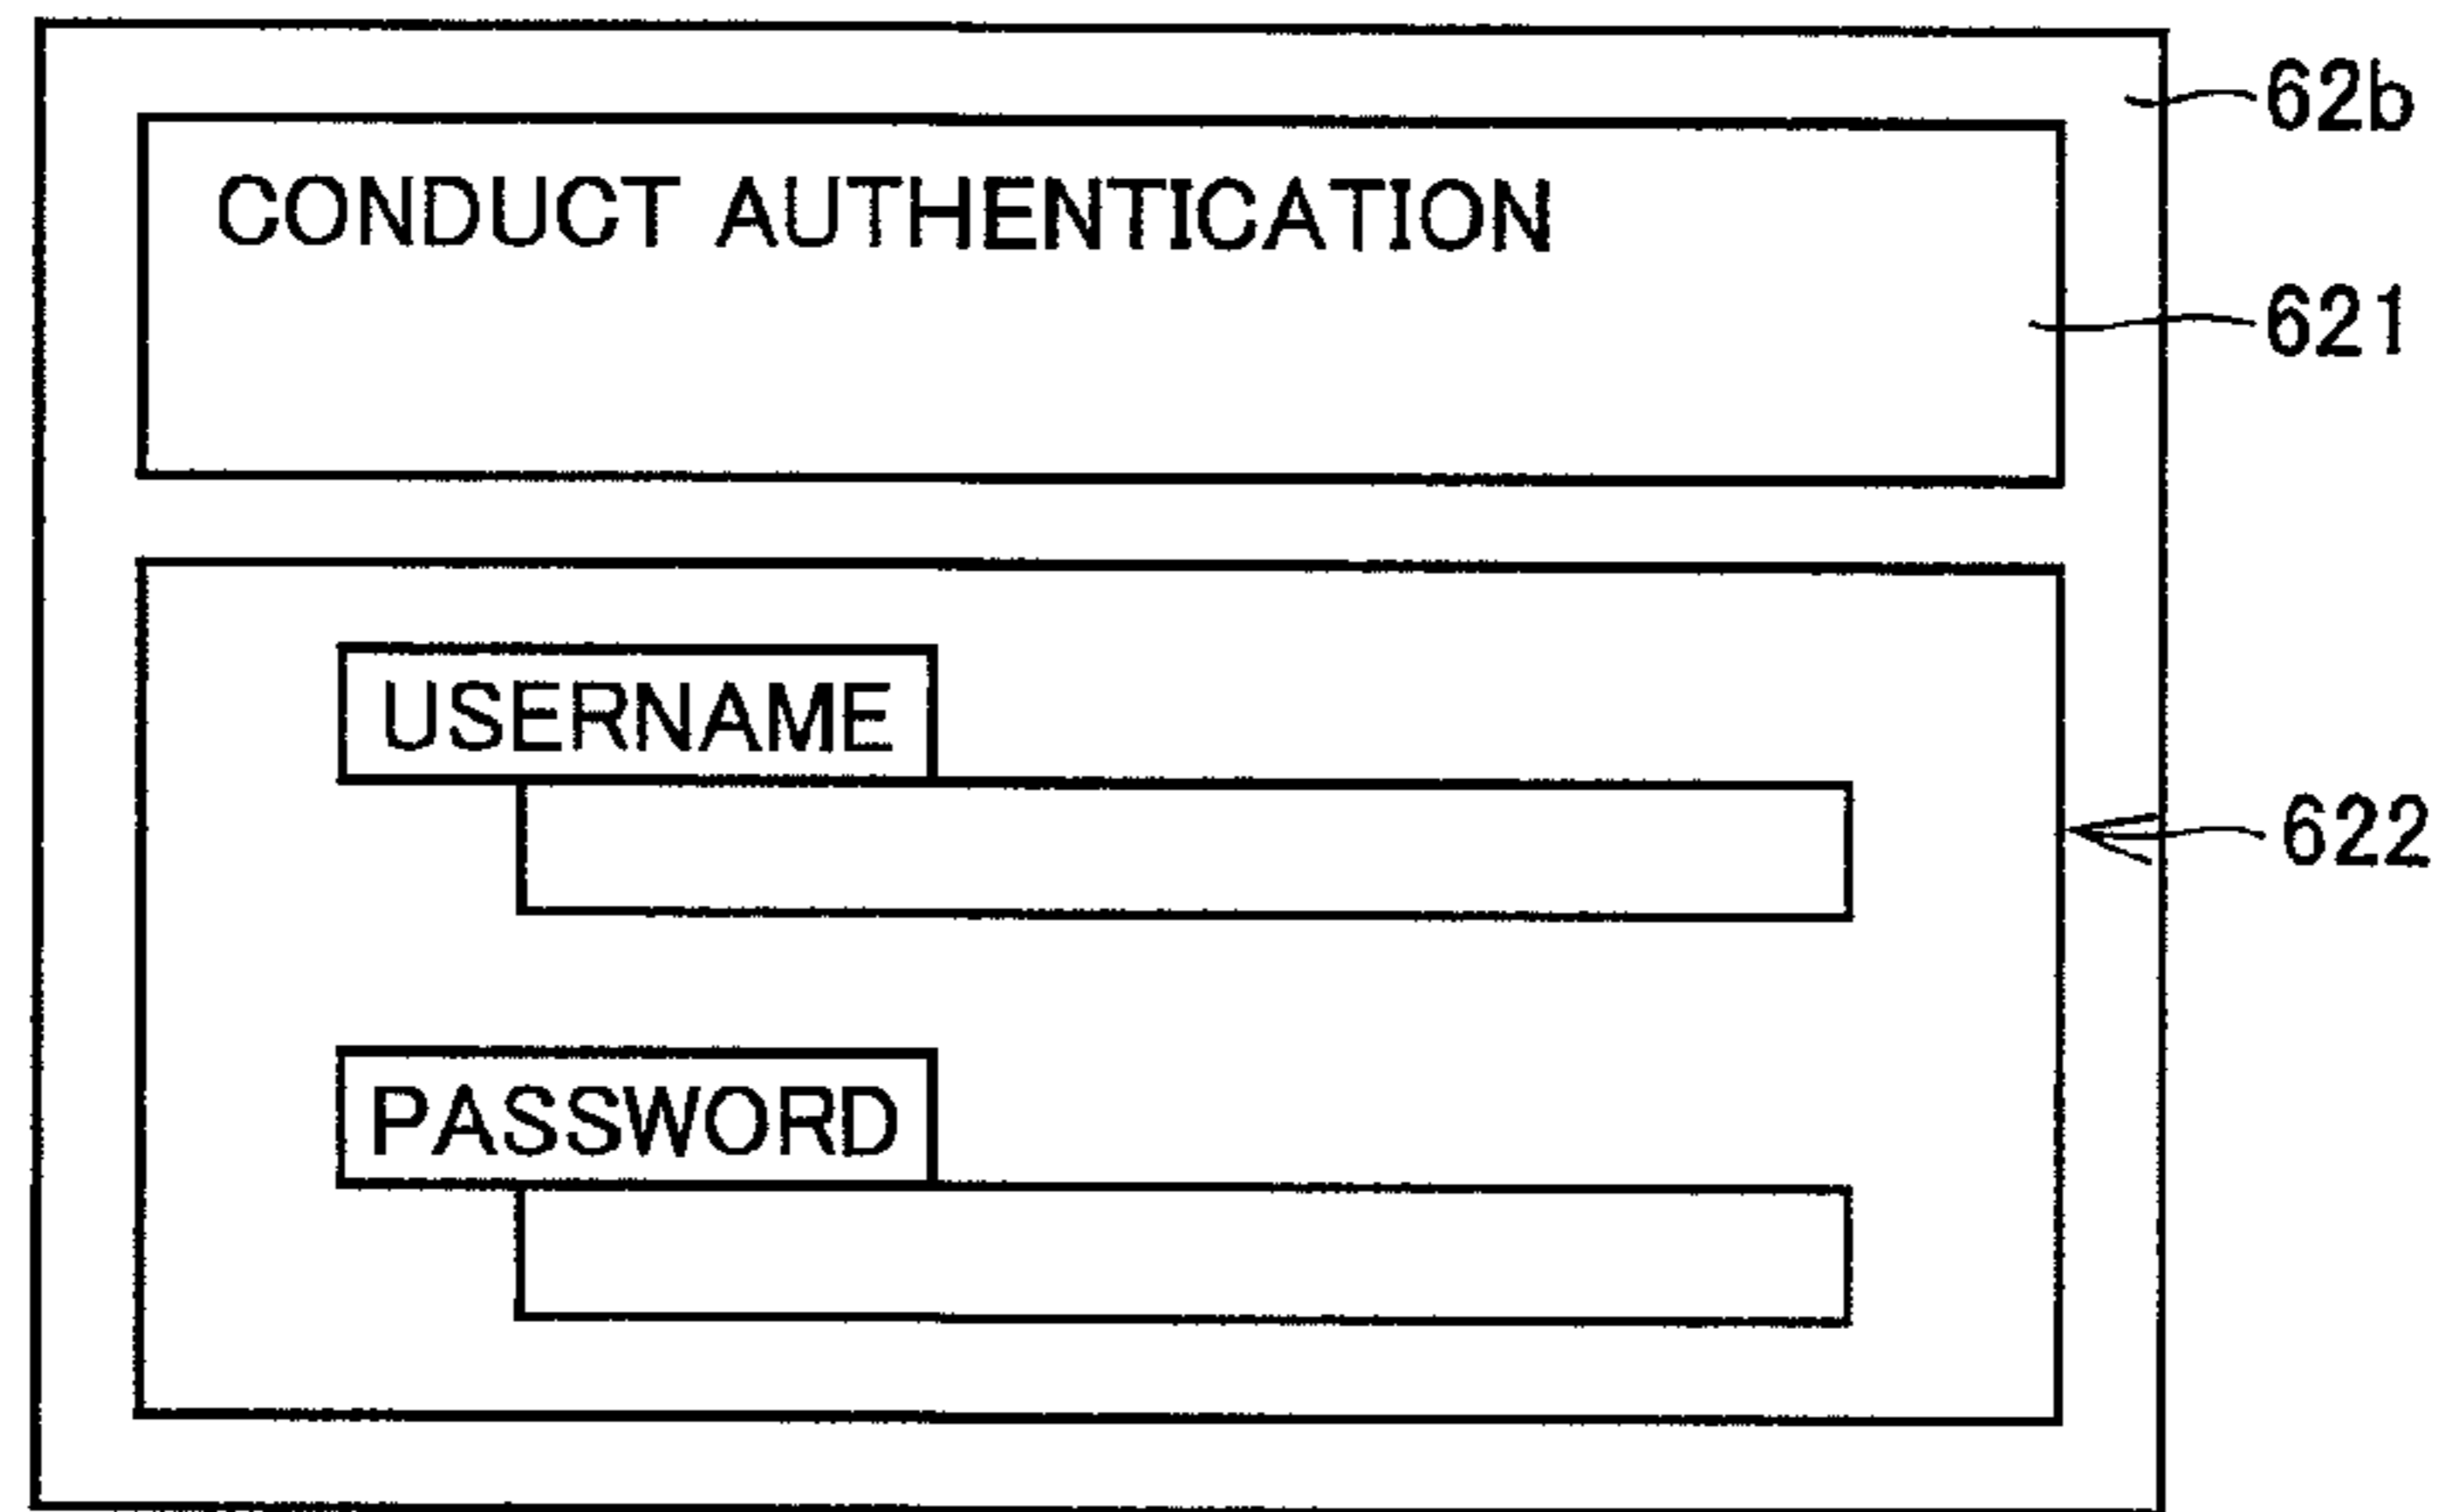 62b
CONDUCT AUTHENTICATION
621
USERNAME
622
PASSWORD